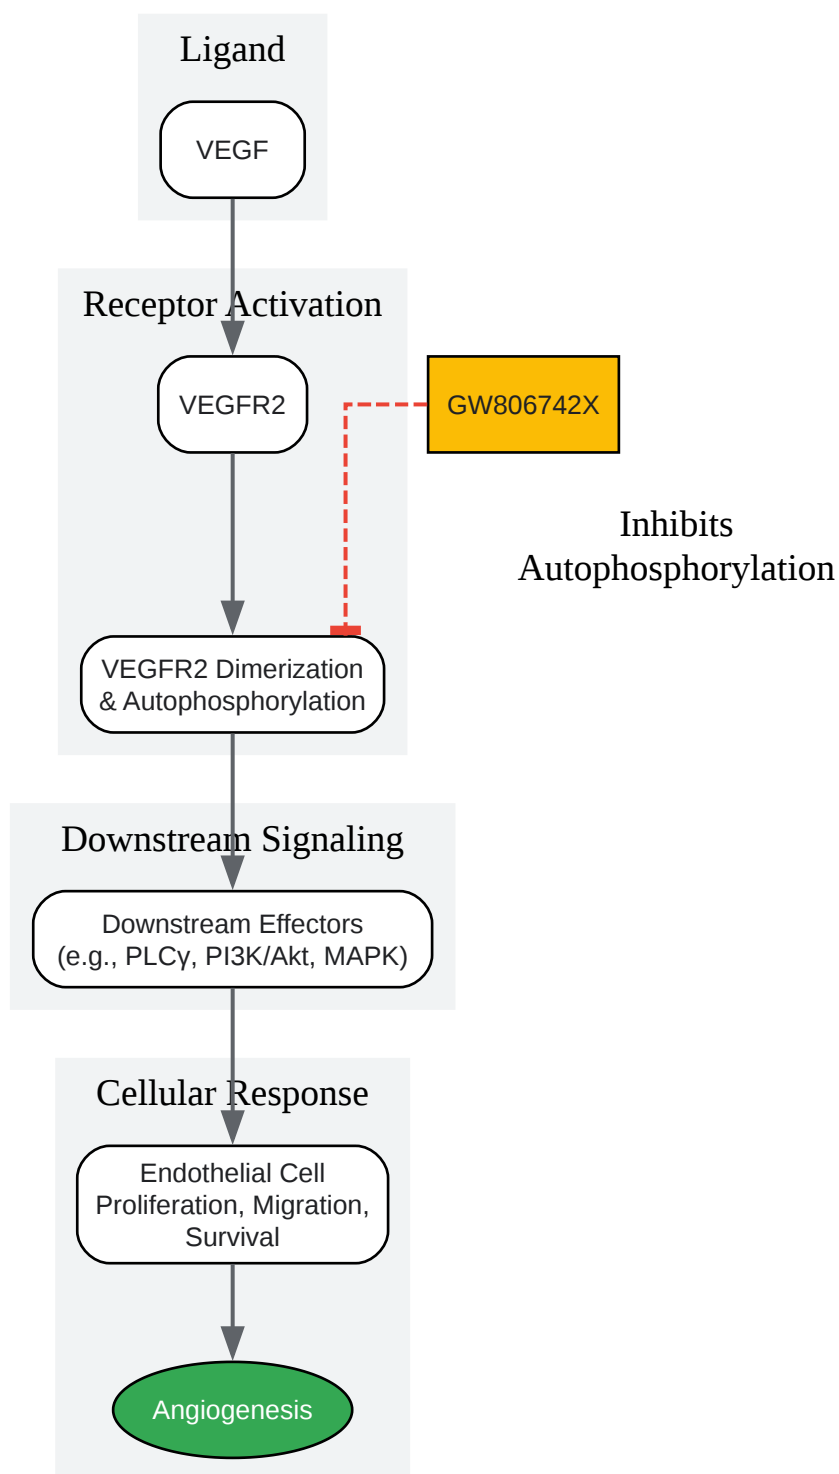 Ligand
VEGF
Receptor Activation
VEGFR2
GW806742X
Inhibits
Autophosphorylation
VEGFR2 Dimerization
& Autophosphorylation
Downstream Signaling
Downstream Effectors
(e.g., PLCγ, PI3K/Akt, MAPK)
Cellular Response
Endothelial Cell
Proliferation, Migration,
Survival
Angiogenesis